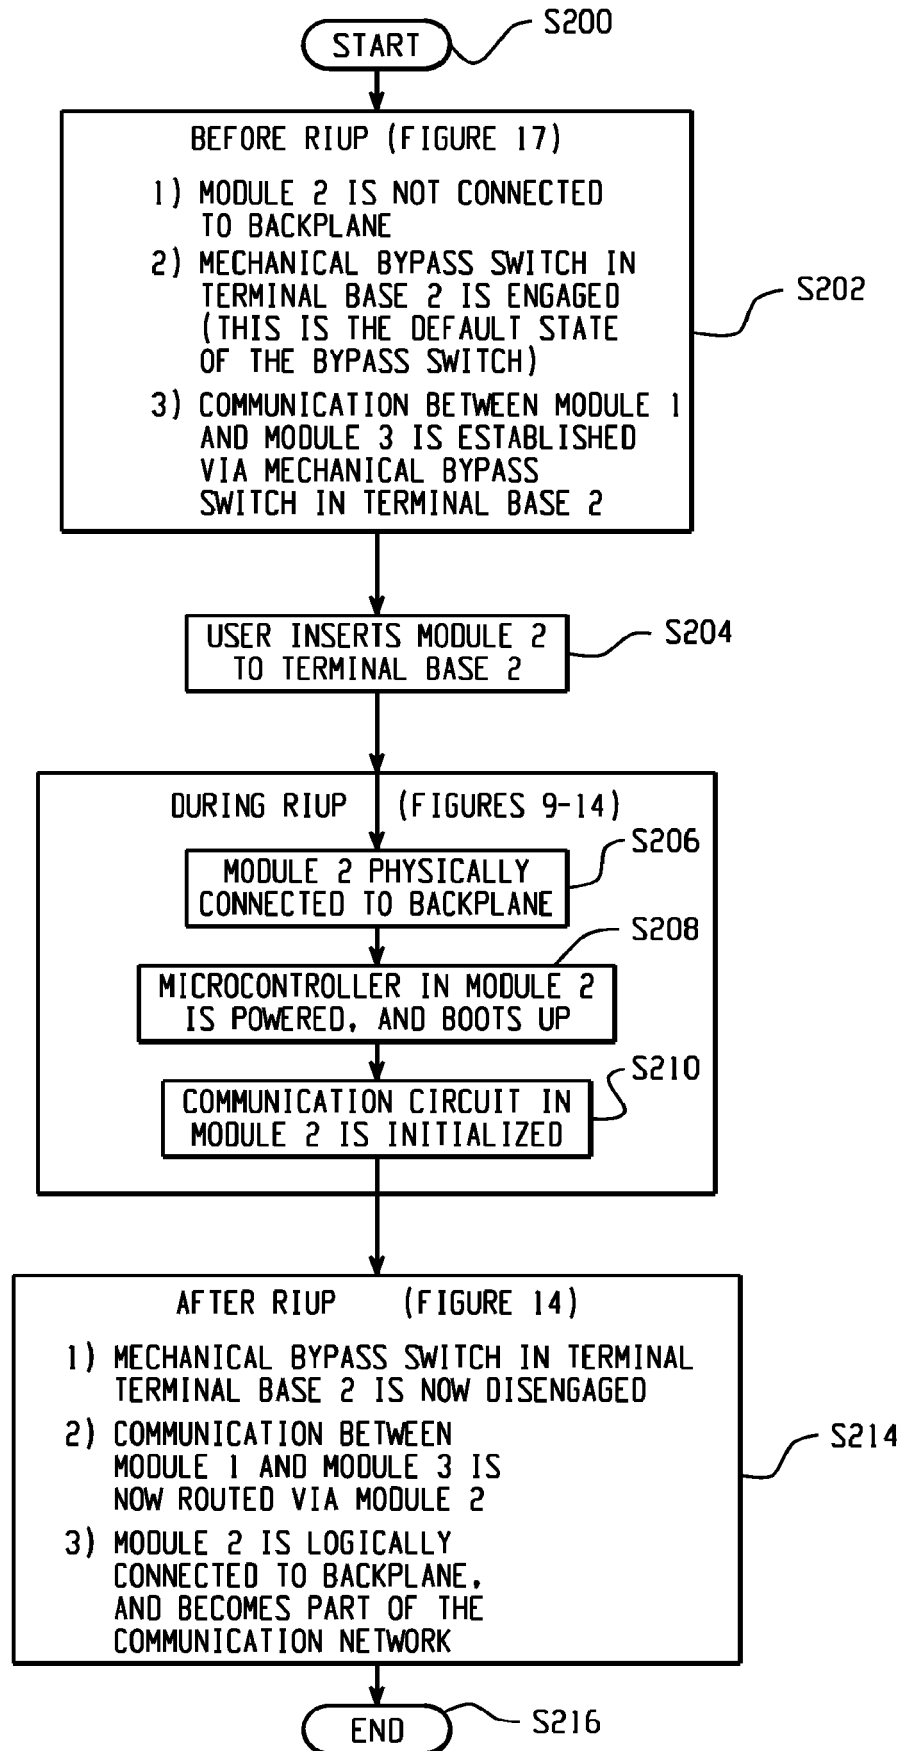 START
S200
BEFORE RIUP (FIGURE 17)
1) MODULE 2 IS NOT CONNECTED
TO BACKPLANE
2) MECHANICAL BYPASS SWITCH IN
TERMINAL BASE 2 IS ENGAGED
(THIS IS THE DEFAULT STATE
OF THE BYPASS SWITCH)
3) COMMUNICATION BETWEEN MODULE 1
AND MODULE 3 IS ESTABLISHED
VIA MECHANICAL BYPASS
SWITCH IN TERMINAL BASE 2
S202
USER INSERTS MODULE 2
TO TERMINAL BASE 2
S204
DURING RIUP (FIGURES 9-14)
MODULE 2 PHYSICALLY
CONNECTED TO BACKPLANE
S206
MICROCONTROLLER IN MODULE 2
IS POWERED, AND BOOTS UP
S208
COMMUNICATION CIRCUIT IN
MODULE 2 IS INITIALIZED
S210
AFTER RIUP (FIGURE 14)
1) MECHANICAL BYPASS SWITCH IN TERMINAL
TERMINAL BASE 2 IS NOW DISENGAGED
2) COMMUNICATION BETWEEN
MODULE 1 AND MODULE 3 IS
NOW ROUTED VIA MODULE 2
3) MODULE 2 IS LOGICALLY
CONNECTED TO BACKPLANE,
AND BECOMES PART OF THE
COMMUNICATION NETWORK
S214
END
S216